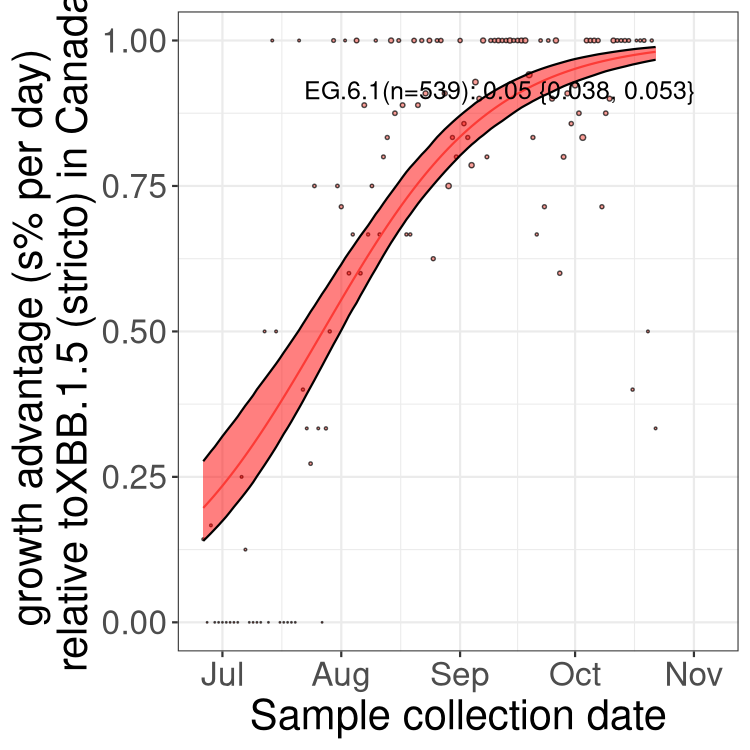 growth advantage (s% per day)
relative toXBB.1.5 (stricto) in Canada
1.00
0.75
0.50
0.25
0.00
EG.6.1(n=539): 0.05 {0.038, 0.053}
Jul Aug Sep Oct Nov
Sample collection date